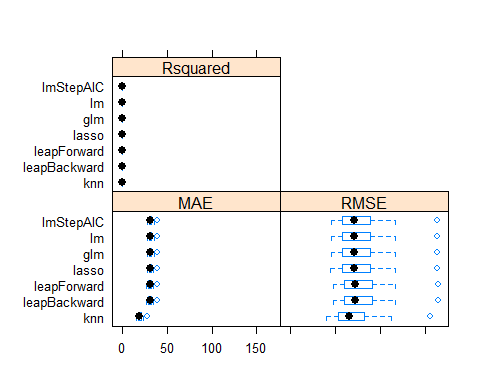 Rsquared
lmStepAIC
lm
glm
lasso
leapForward
leapBackward
knn
MAE
RMSE
lmStepAIC
lm
glm
lasso
leapForward
leapBackward
knn
0 50 100 150